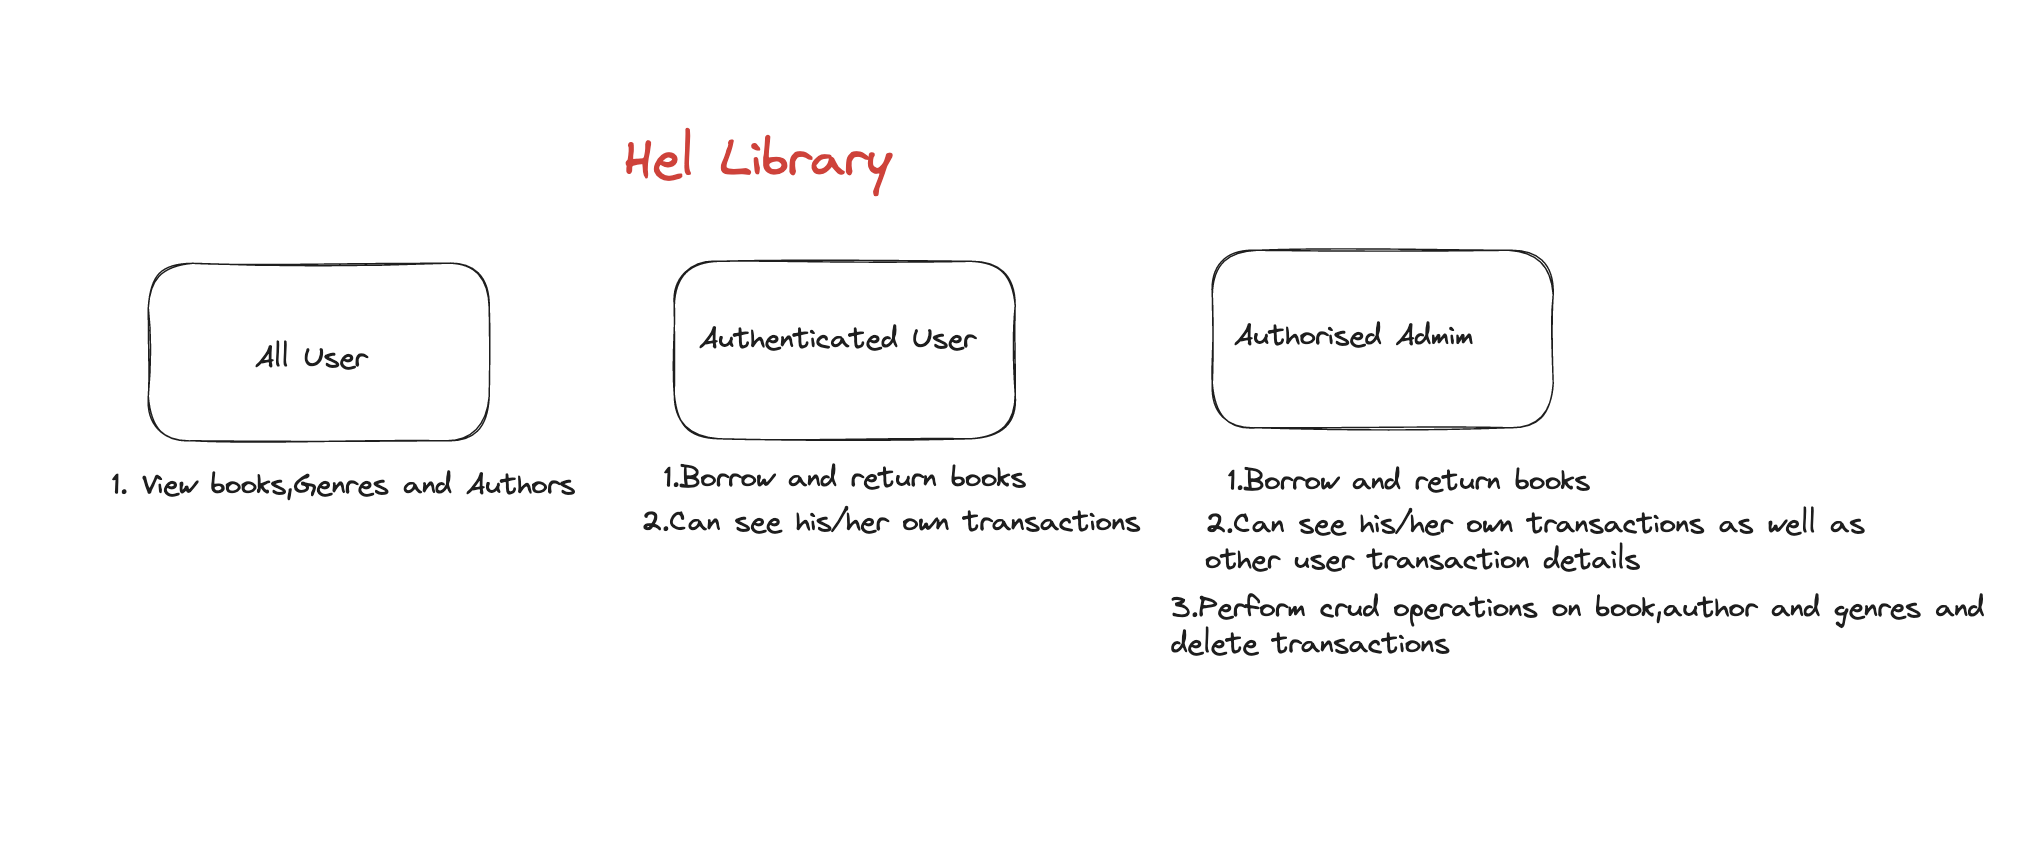 Hel Library
All User
1. View books,Genres and Authors
Authenticated User
1.Borrow and return books
2.Can see his/her own transactions
Authorised Admim
1.Borrow and return books
2.Can see his/her own transactions as well as
other user transaction details
3.Perform crud operations on book,author and genres and
delete transactions